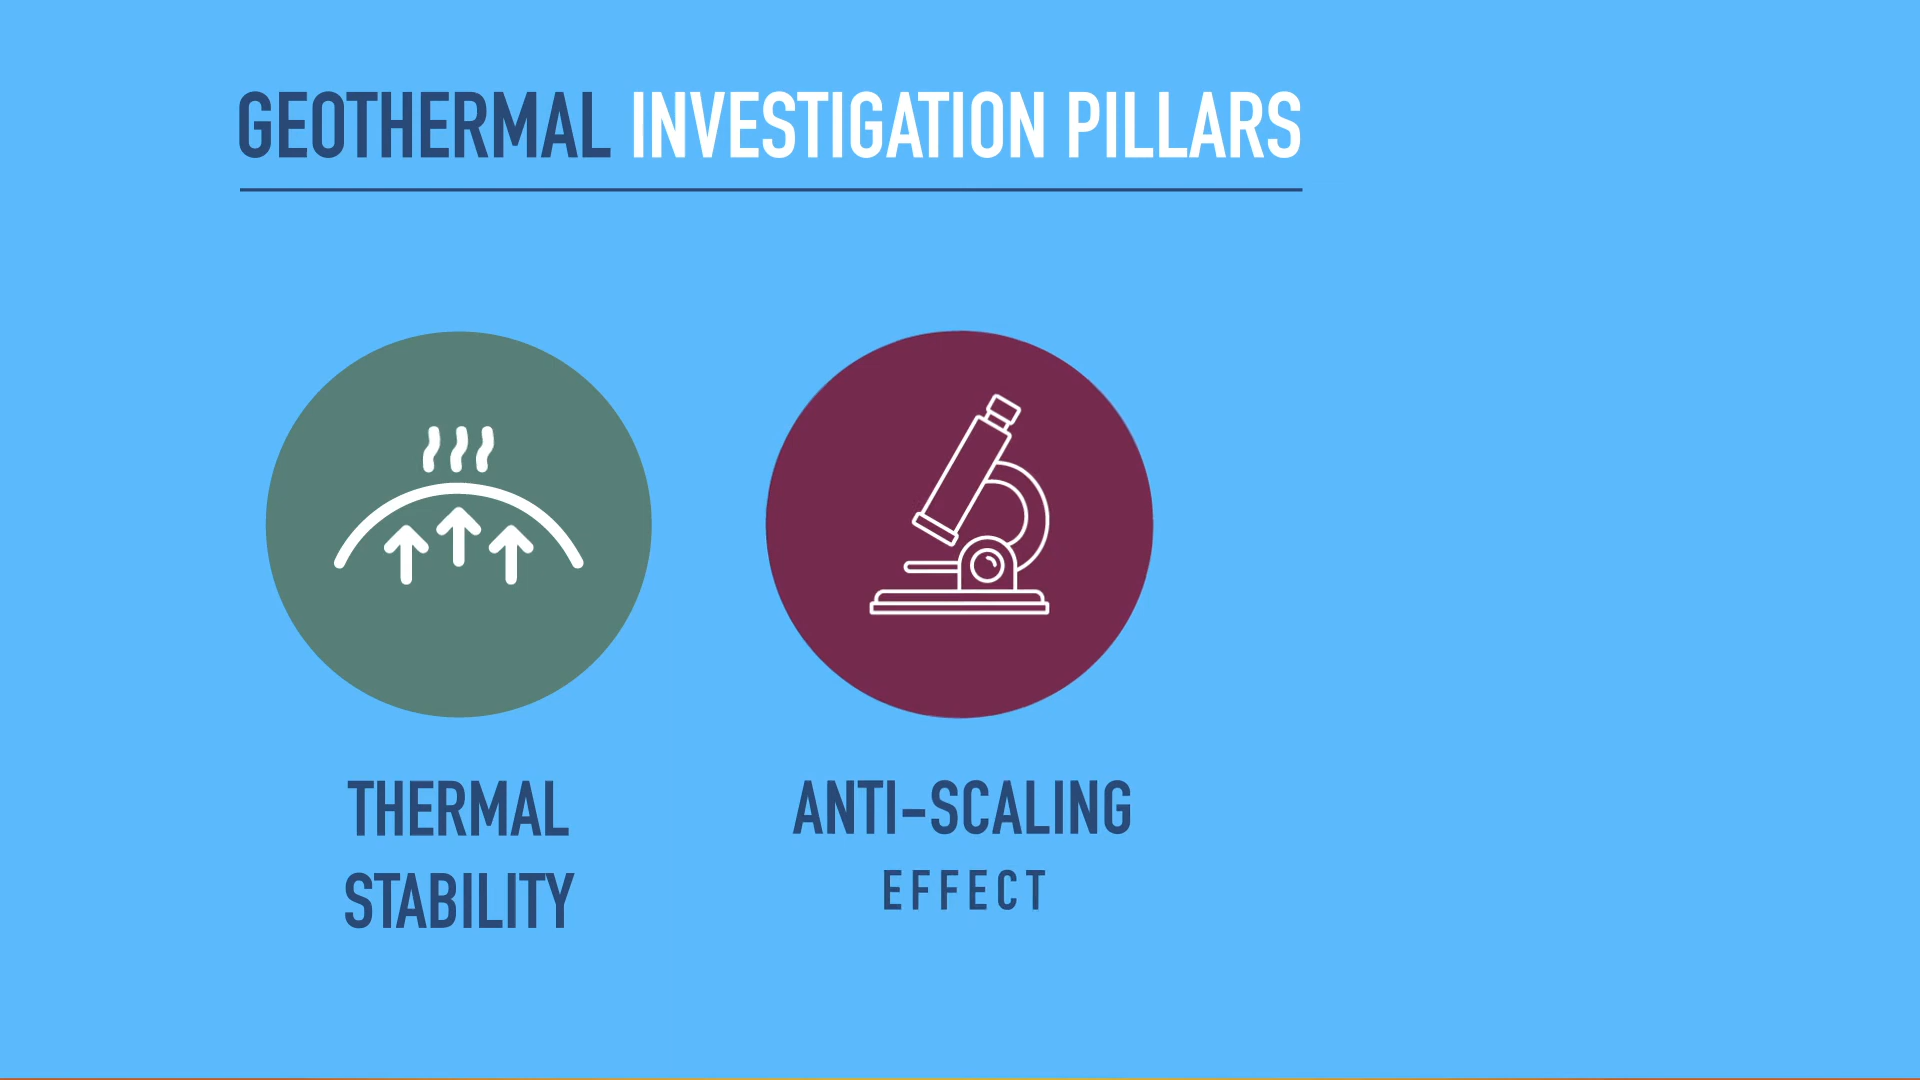 GEOTHERMAL INVESTIGATION PILLARS
THERMAL
STABILITY
ANTI-SCALING
EFFECT